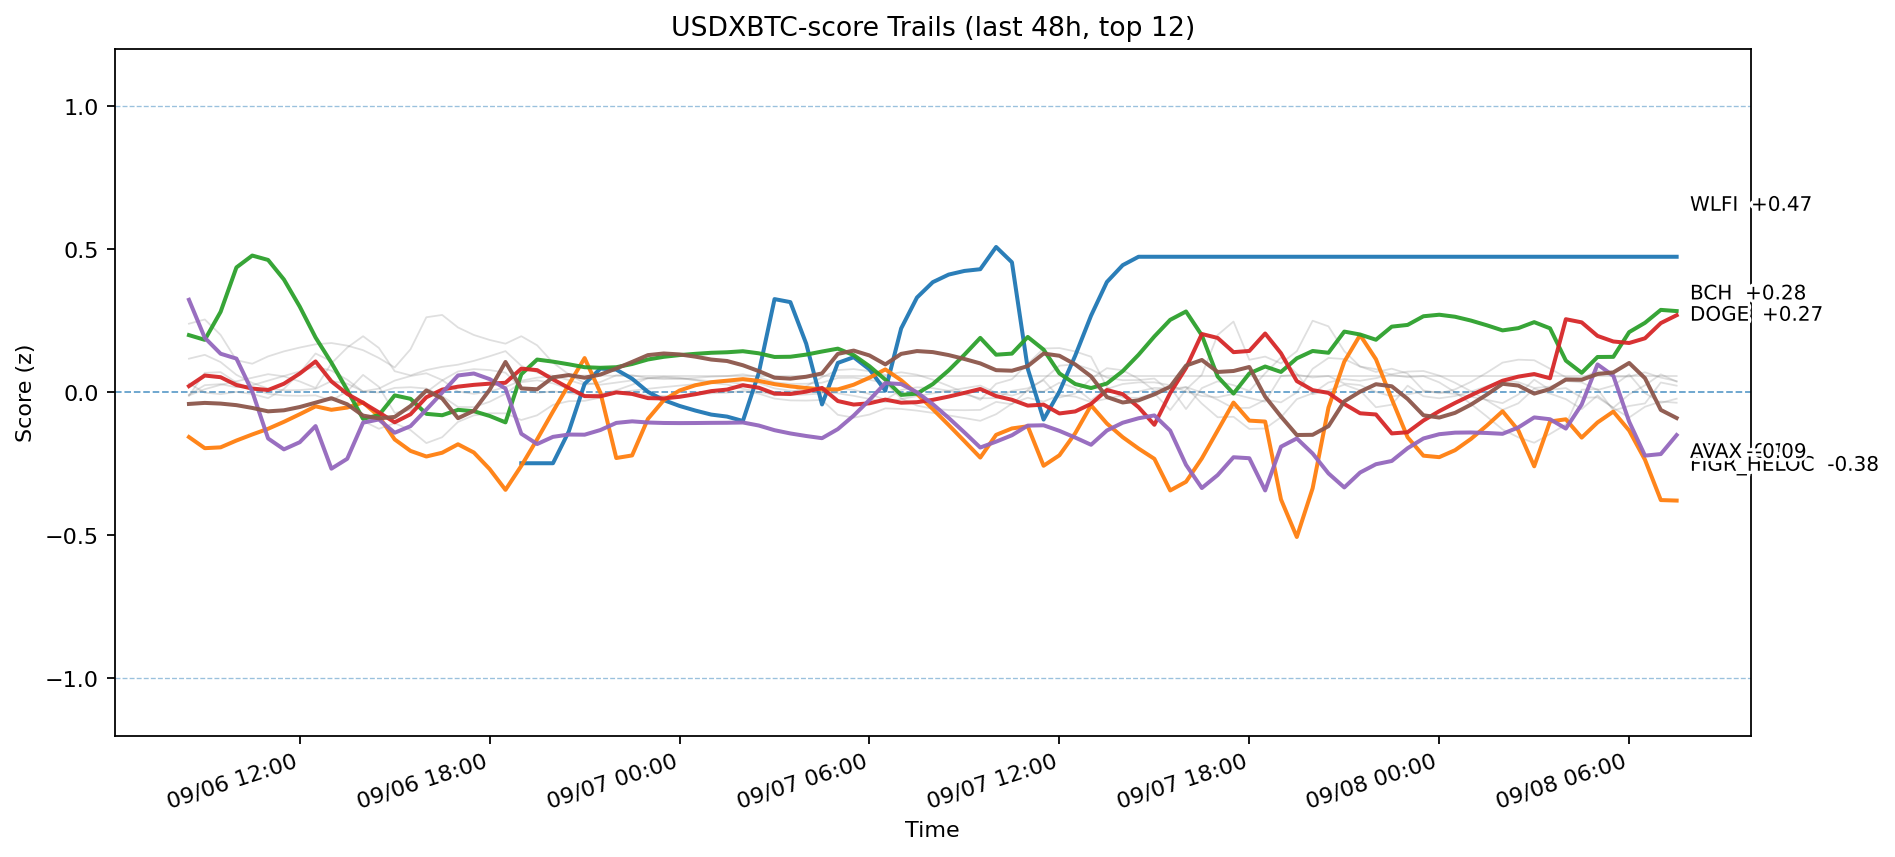 USDXBTC-score Trails (last 48h, top 12)
Score (z)
1.0
0.5
0.0
−0.5
−1.0
WLFI +0.47
BCH +0.28
DOGE +0.27
AVAX -0.09
FIGR_HELOC -0.38
09/06 12:00
09/06 18:00
09/07 00:00
09/07 06:00
09/07 12:00
09/07 18:00
09/08 00:00
09/08 06:00
Time